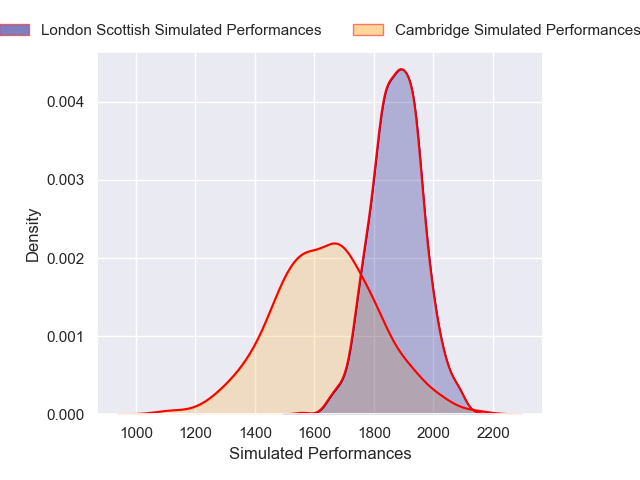 London Scottish Simulated Performances
Cambridge Simulated Performances
0.004
0.003
0.002
0.001
0.000
Density
1000 1200 1400 1600 1800 2000 2200
Simulated Performances